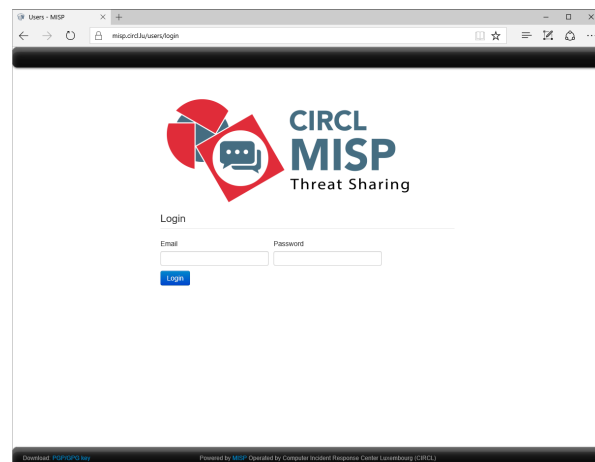 Users - MISP
misp.circl.lu/users/login
CIRCL
MISP
Threat Sharing
Login
Email Password
Login
Download: PGP/GPG key Powered by MISP Operated by Computer Incident Response Center Luxembourg (CIRCL)